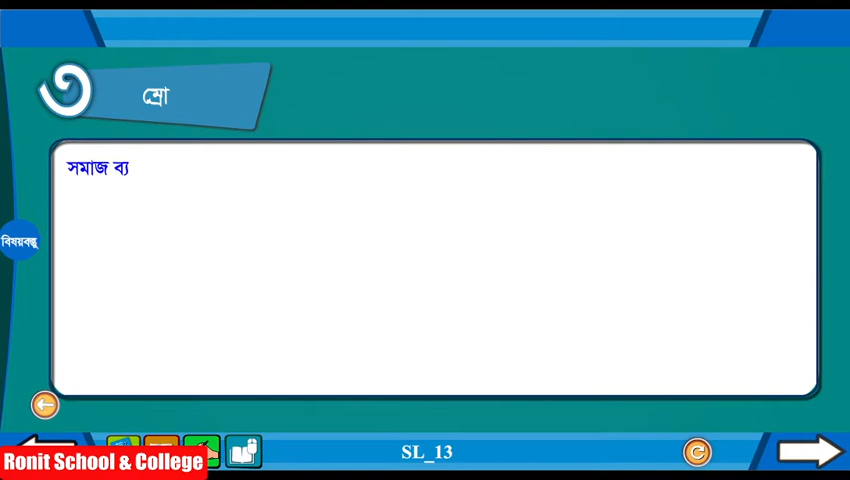 ৩
ম্রো
সমাজ ব্য
বিষয়বস্তু
SL_13
Ronit School & College